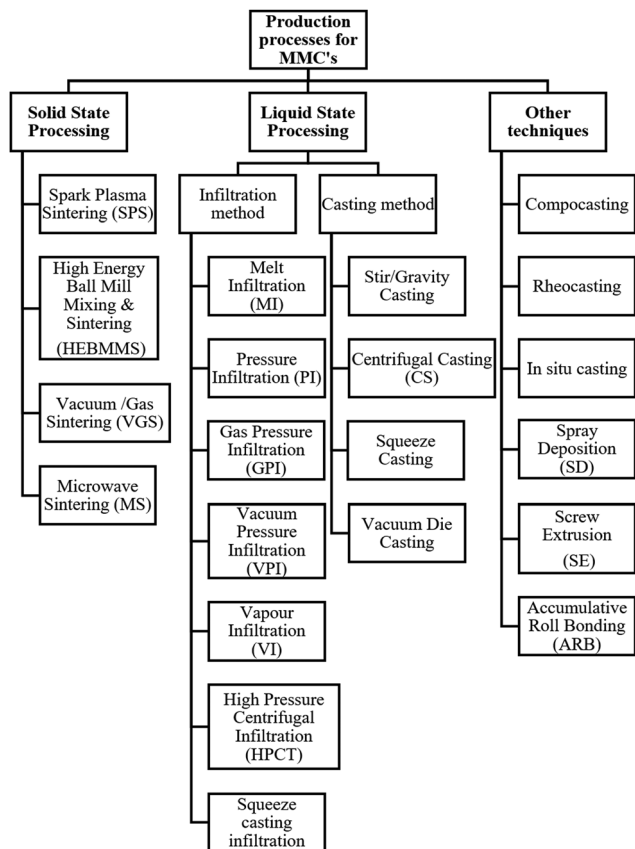 Production
processes for
MMC's
Solid State
Processing
Liquid State
Processing
Other
techniques
Spark Plasma
Sintering (SPS)
High Energy
Ball Mill
Mixing &
Sintering
(HEBMMS)
Vacuum /Gas
Sintering (VGS)
Microwave
Sintering (MS)
Infiltration
method
Casting method
Melt
Infiltration
(MI)
Pressure
Infiltration (PI)
Gas Pressure
Infiltration
(GPI)
Vacuum
Pressure
Infiltration
(VPI)
Vapour
Infiltration
(VI)
High Pressure
Centrifugal
Infiltration
(HPCT)
Squeeze
casting
infiltration
Stir/Gravity
Casting
Centrifugal Casting
(CS)
Squeeze
Casting
Vacuum Die
Casting
Compocasting
Rheocasting
In situ casting
Spray
Deposition
(SD)
Screw
Extrusion
(SE)
Accumulative
Roll Bonding
(ARB)